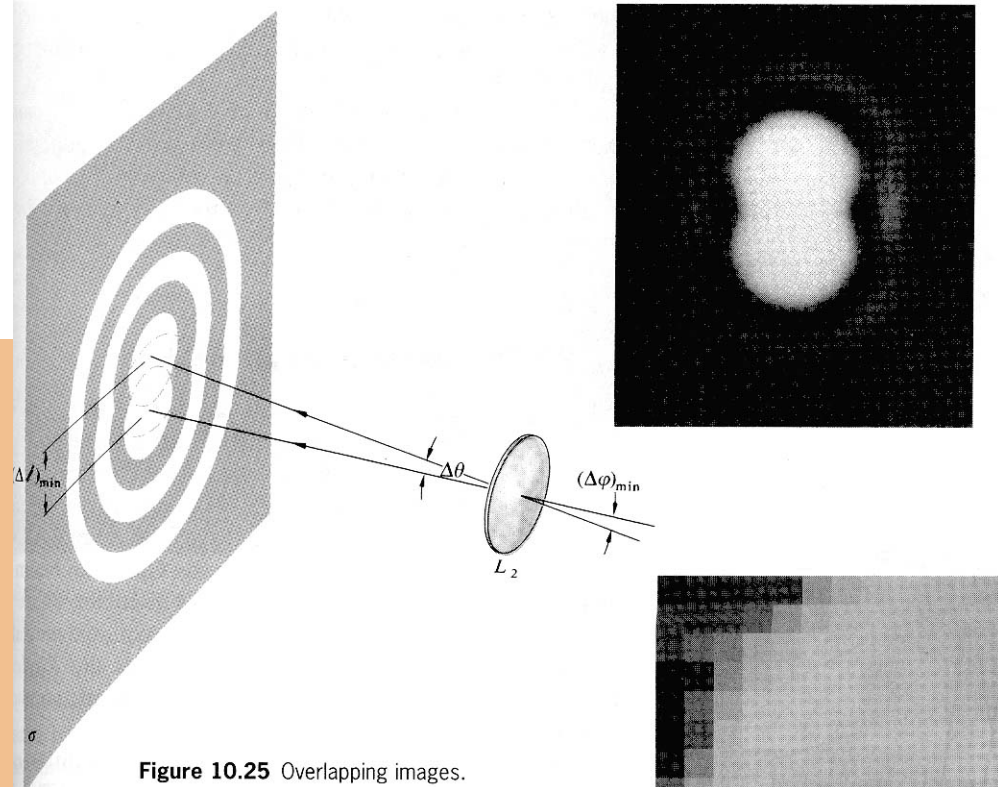 (Δℓ)min
Δθ
(Δφ)min
L2
σ
Figure 10.25 Overlapping images.